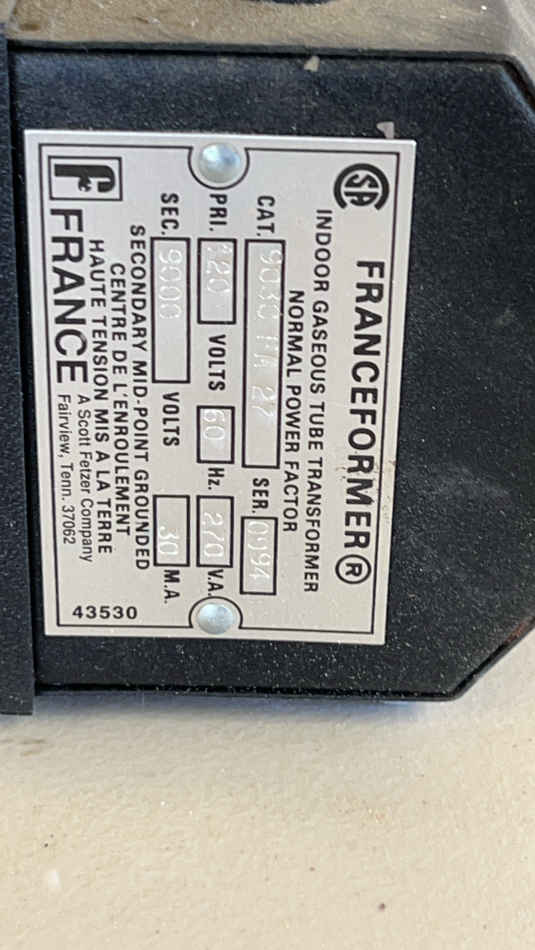 FRANCEFORMER®
INDOOR GASEOUS TUBE TRANSFORMER
NORMAL POWER FACTOR
CAT. 9030 27 SER. 0994
PRI. 120 VOLTS 60 Hz. 270 V.A.
SEC. 9000 VOLTS 30 M.A.
SECONDARY MID-POINT GROUNDED
CENTRE DE L'ENROULEMENT
HAUTE TENSION MIS A LA TERRE
FRANCE
A Scott Fetzer Company
Fairview, Tenn. 37062
43530